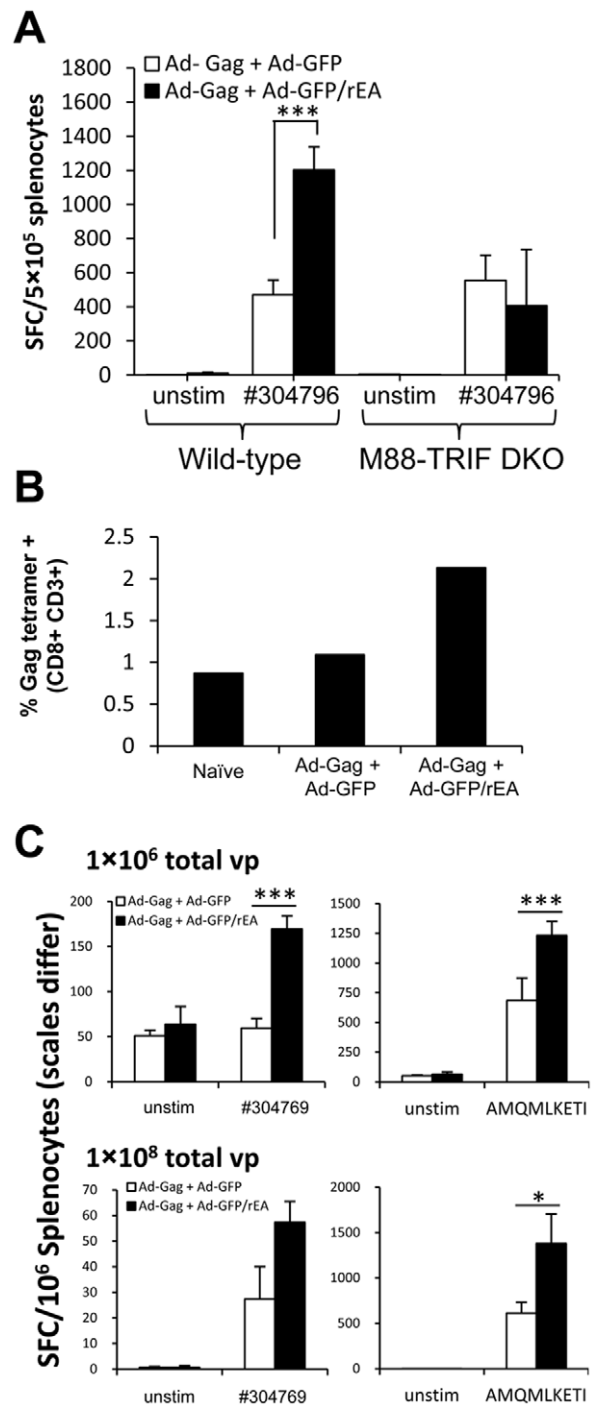 A
Ad- Gag + Ad-GFP
Ad-Gag + Ad-GFP/rEA
***
SFC/5×10⁵ splenocytes
1800
1600
1400
1200
1000
800
600
400
200
0
unstim #304796 unstim #304796
Wild-type M88-TRIF DKO
B
% Gag tetramer +
(CD8+ CD3+)
2.5
2
1.5
1
0.5
0
Naïve
Ad-Gag +
Ad-GFP
Ad-Gag +
Ad-GFP/rEA
C
SFC/10⁶ Splenocytes (scales differ)
1×10⁶ total vp
Ad-Gag + Ad-GFP
Ad-Gag + Ad-GFP/rEA
***
200
150
100
50
0
unstim #304769
***
1500
1250
1000
750
500
250
0
unstim AMQMLKETI
1×10⁸ total vp
Ad-Gag + Ad-GFP
Ad-Gag + Ad-GFP/rEA
70
60
50
40
30
20
10
0
unstim #304769
*
2000
1500
1000
500
0
unstim AMQMLKETI